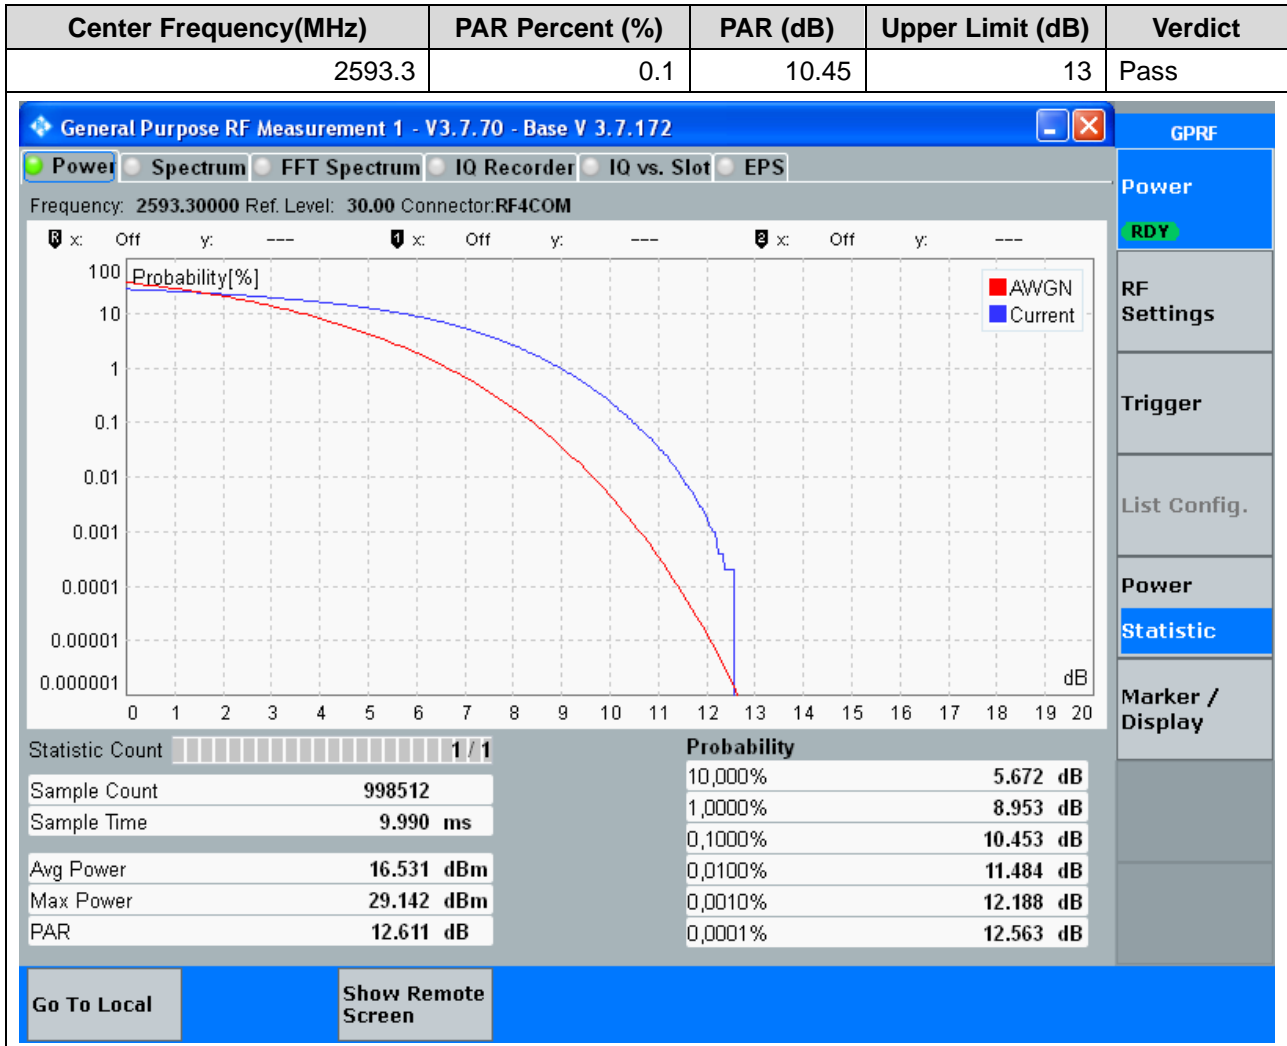 Center Frequency(MHz) PAR Percent (%) PAR (dB) Upper Limit (dB) Verdict
2593.3 0.1 10.45 13 Pass
General Purpose RF Measurement 1 - V3.7.70 - Base V 3.7.172
GPRF
Power Spectrum FFT Spectrum IQ Recorder IQ vs. Slot EPS
Frequency: 2593.30000 Ref. Level: 30.00 Connector:RF4COM
R x: Off y: --- 1 x: Off y: --- 2 x: Off y: ---
Probability[%]
100
10
1
0.1
0.01
0.001
0.0001
0.00001
0.000001
AWGN
Current
dB
0 1 2 3 4 5 6 7 8 9 10 11 12 13 14 15 16 17 18 19 20
Power
RDY
RF
Settings
Trigger
List Config.
Power
Statistic
Marker /
Display
Statistic Count 1 / 1
Sample Count 998512
Sample Time 9.990 ms
Avg Power 16.531 dBm
Max Power 29.142 dBm
PAR 12.611 dB
Probability
10,000% 5.672 dB
1,0000% 8.953 dB
0,1000% 10.453 dB
0,0100% 11.484 dB
0,0010% 12.188 dB
0,0001% 12.563 dB
Go To Local
Show Remote
Screen